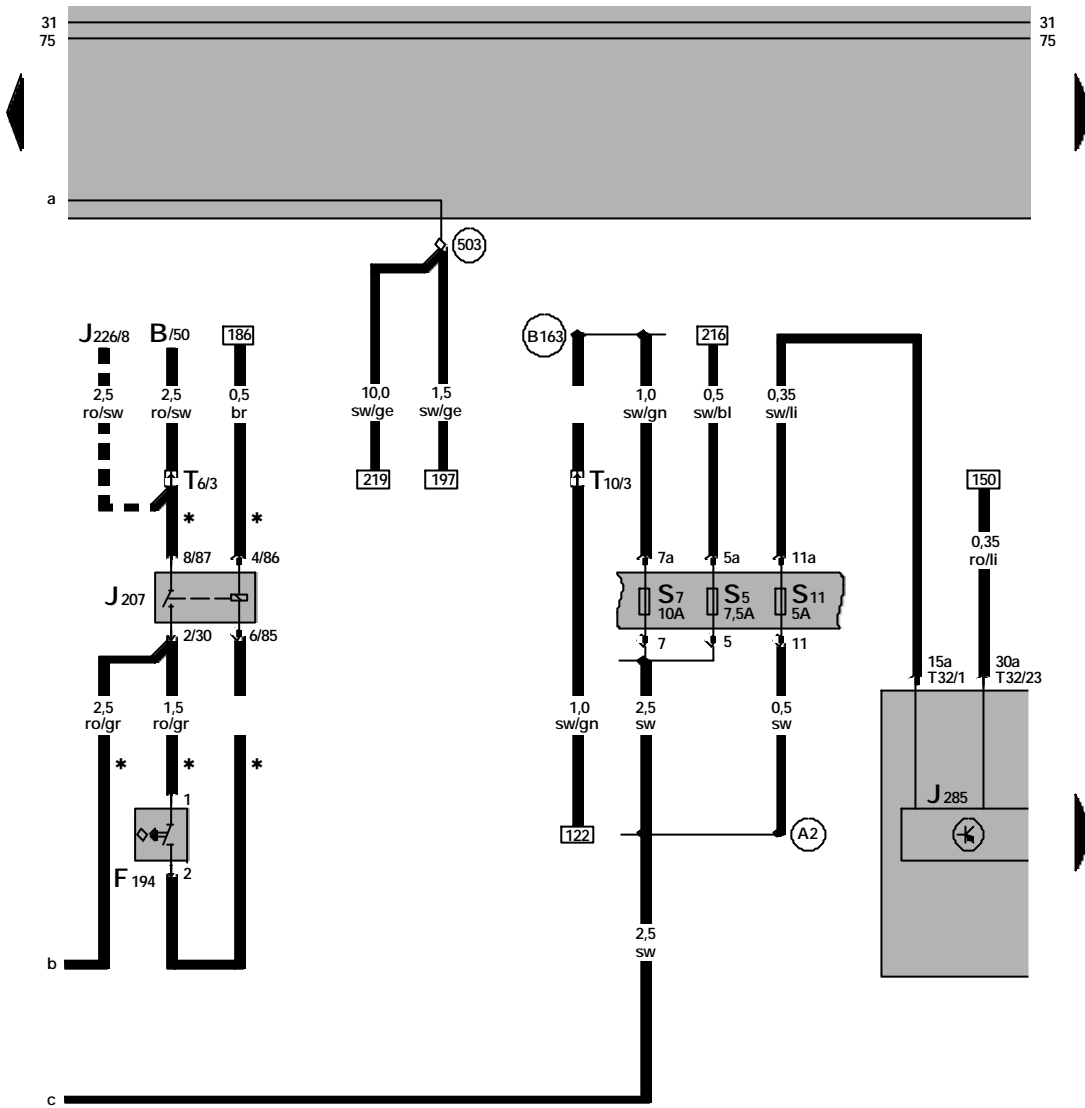 31
31
75
75
a
503
J226/8
B/50
186
B163
216
2,5
ro/sw
2,5
ro/sw
0,5
br
10,0
sw/ge
1,5
sw/ge
1,0
sw/gn
0,5
sw/bl
0,35
sw/li
T6/3
219
197
T10/3
150
*
*
0,35
ro/li
8/87
4/86
7a
5a
11a
J207
S7
10A
S5
7,5A
S11
5A
2/30
6/85
7
5
11
15a
T32/1
30a
T32/23
2,5
ro/gr
1,5
ro/gr
1,0
sw/gn
2,5
sw
0,5
sw
*
*
*
1
J285
122
A2
F194
2
2,5
sw
b
c